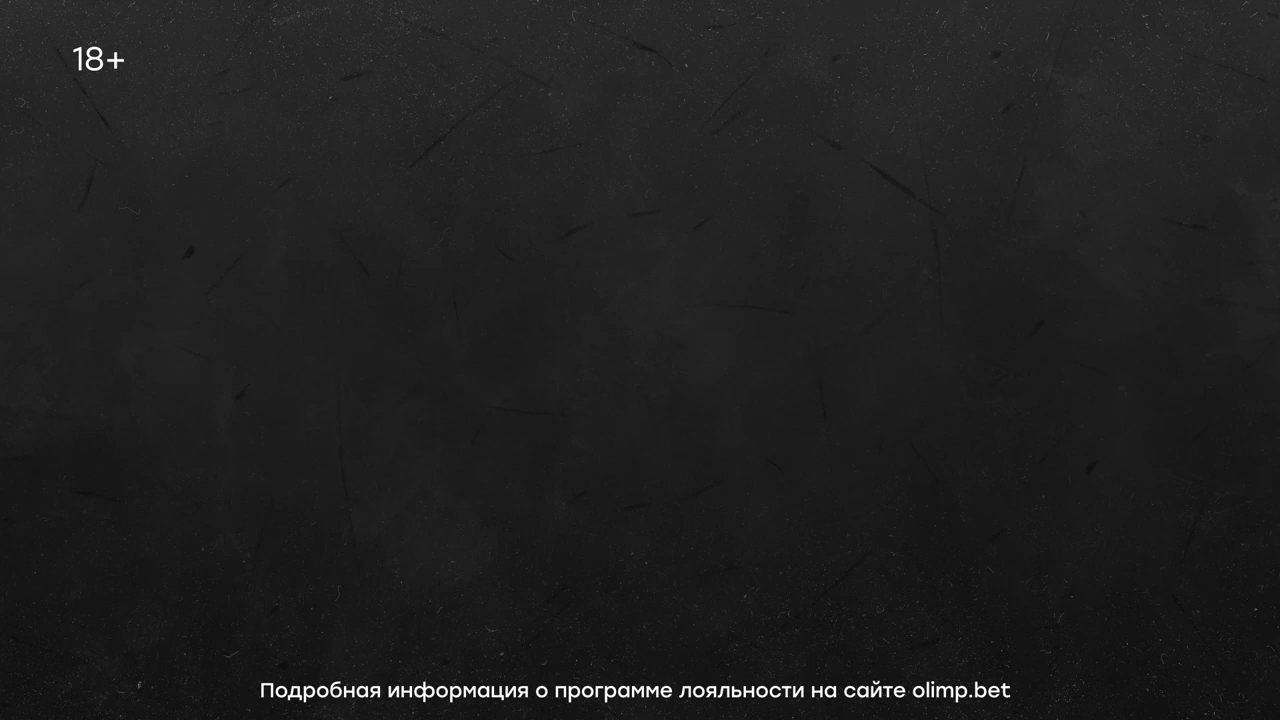 18+
Подробная информация о программе лояльности на сайте olimp.bet